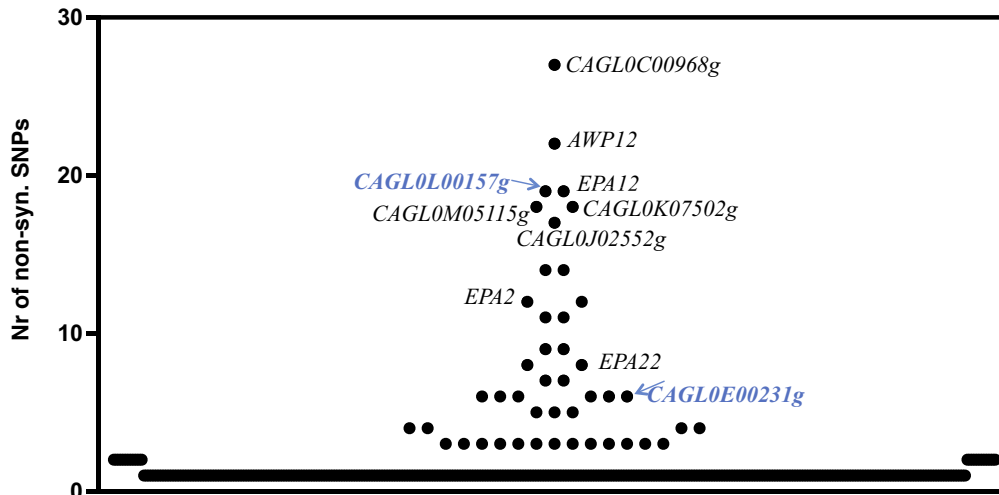 30
CAGL0C00968g
AWP12
20
CAGL0L00157g
EPA12
CAGL0M05115g
CAGL0K07502g
CAGL0J02552g
Nr of non-syn. SNPs
EPA2
10
EPA22
CAGL0E00231g
0